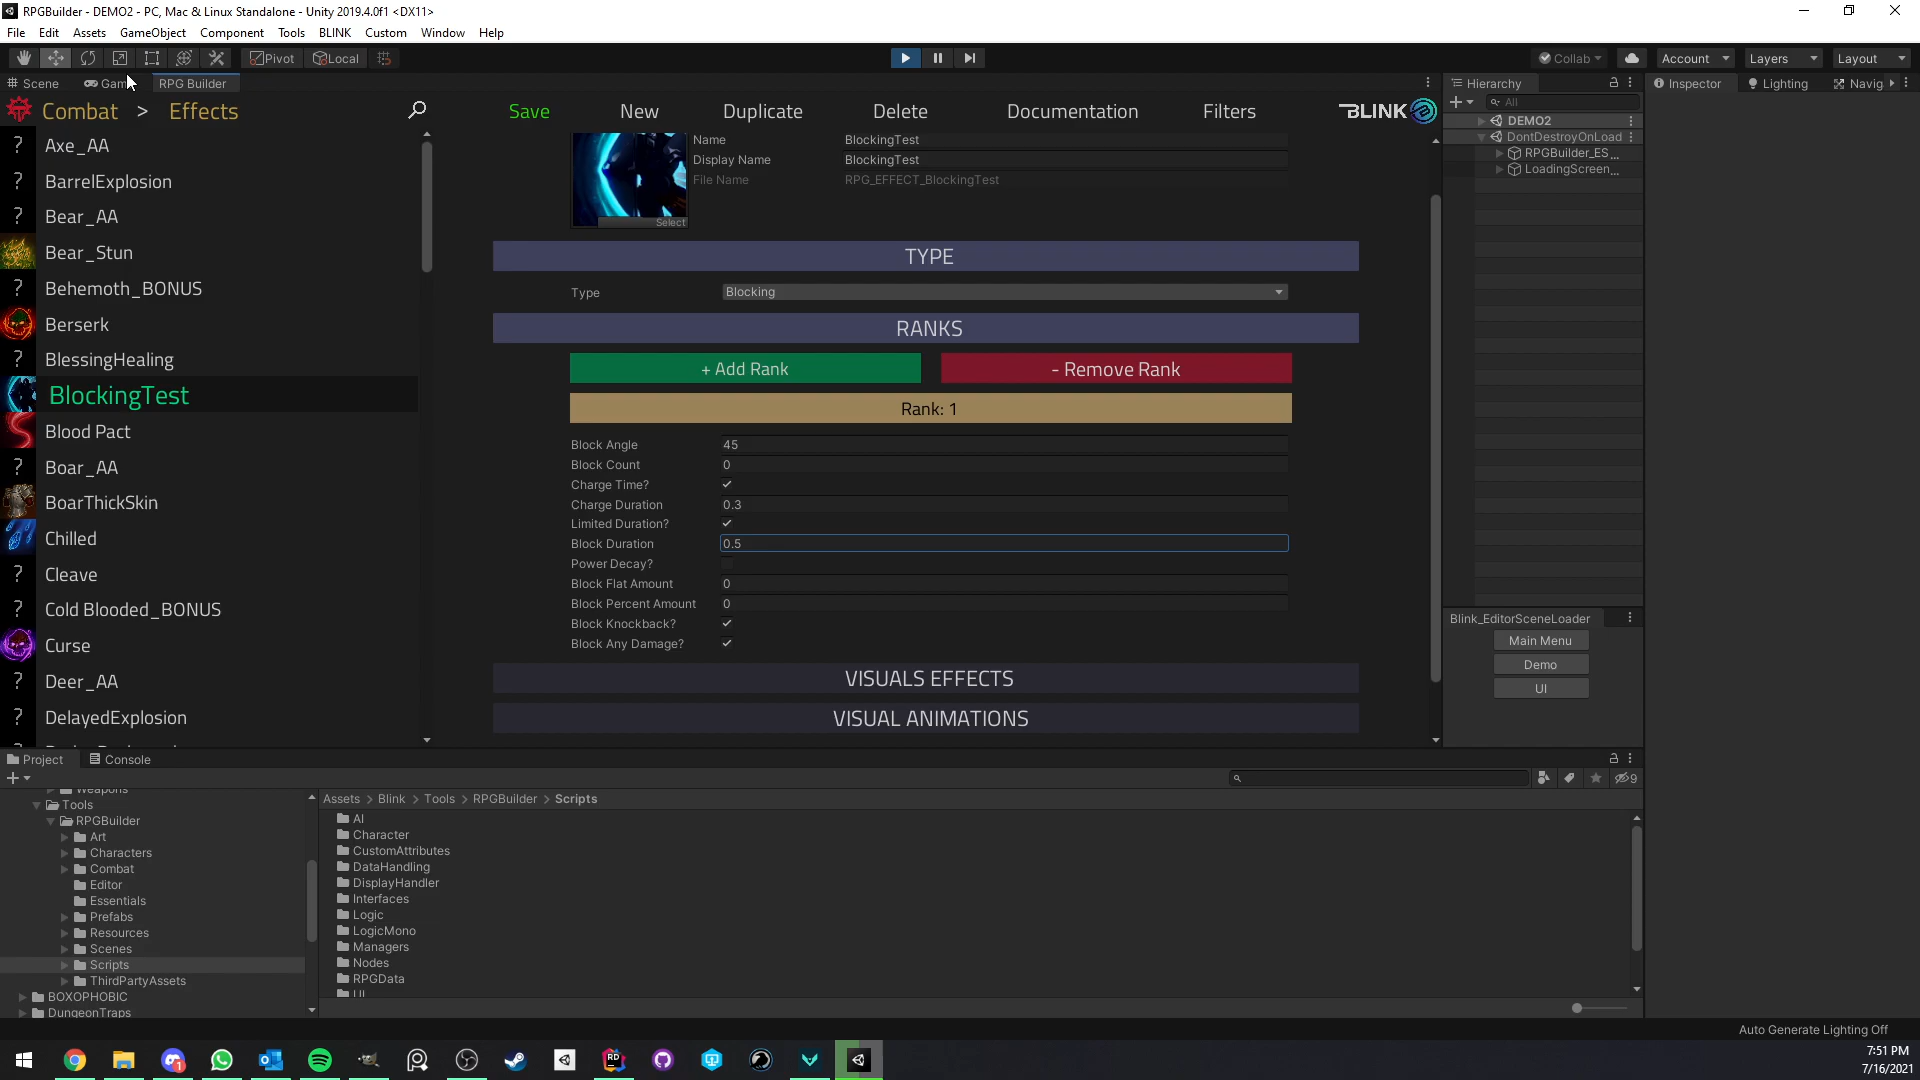 RPGBuilder - DEMO2 - PC, Mac & Linux Standalone - Unity 2019.4.0f1 <DX11>
File Edit Assets GameObject Component Tools BLINK Custom Window Help
Pivot Local Collab Account Layers Layout
Scene Gam RPG Builder Hierarchy Inspector Lighting Navig
Combat > Effects Save New Duplicate Delete Documentation Filters BLINK
All
DEMO2
DontDestroyOnLoad
RPGBuilder_ES...
LoadingScreen...
? Axe_AA
? BarrelExplosion
? Bear_AA
Bear_Stun
? Behemoth_BONUS
Berserk
? BlessingHealing
BlockingTest
Blood Pact
? Boar_AA
BoarThickSkin
Chilled
? Cleave
? Cold Blooded_BONUS
Curse
? Deer_AA
? DelayedExplosion
Name BlockingTest
Display Name BlockingTest
File Name RPG_EFFECT_BlockingTest
Select
TYPE
Type Blocking
RANKS
+ Add Rank - Remove Rank
Rank: 1
Block Angle 45
Block Count 0
Charge Time?
Charge Duration 0.3
Limited Duration?
Block Duration 0.5
Power Decay?
Block Flat Amount 0
Block Percent Amount 0
Block Knockback?
Block Any Damage?
VISUALS EFFECTS
VISUAL ANIMATIONS
Blink_EditorSceneLoader
Main Menu
Demo
UI
Project Console
9
Weapons
Tools
RPGBuilder
Art
Characters
Combat
Editor
Essentials
Prefabs
Resources
Scenes
Scripts
ThirdPartyAssets
BOXOPHOBIC
DungeonTraps
Assets > Blink > Tools > RPGBuilder > Scripts
AI
Character
CustomAttributes
DataHandling
DisplayHandler
Interfaces
Logic
LogicMono
Managers
Nodes
RPGData
UI
Auto Generate Lighting Off
7:51 PM
7/16/2021